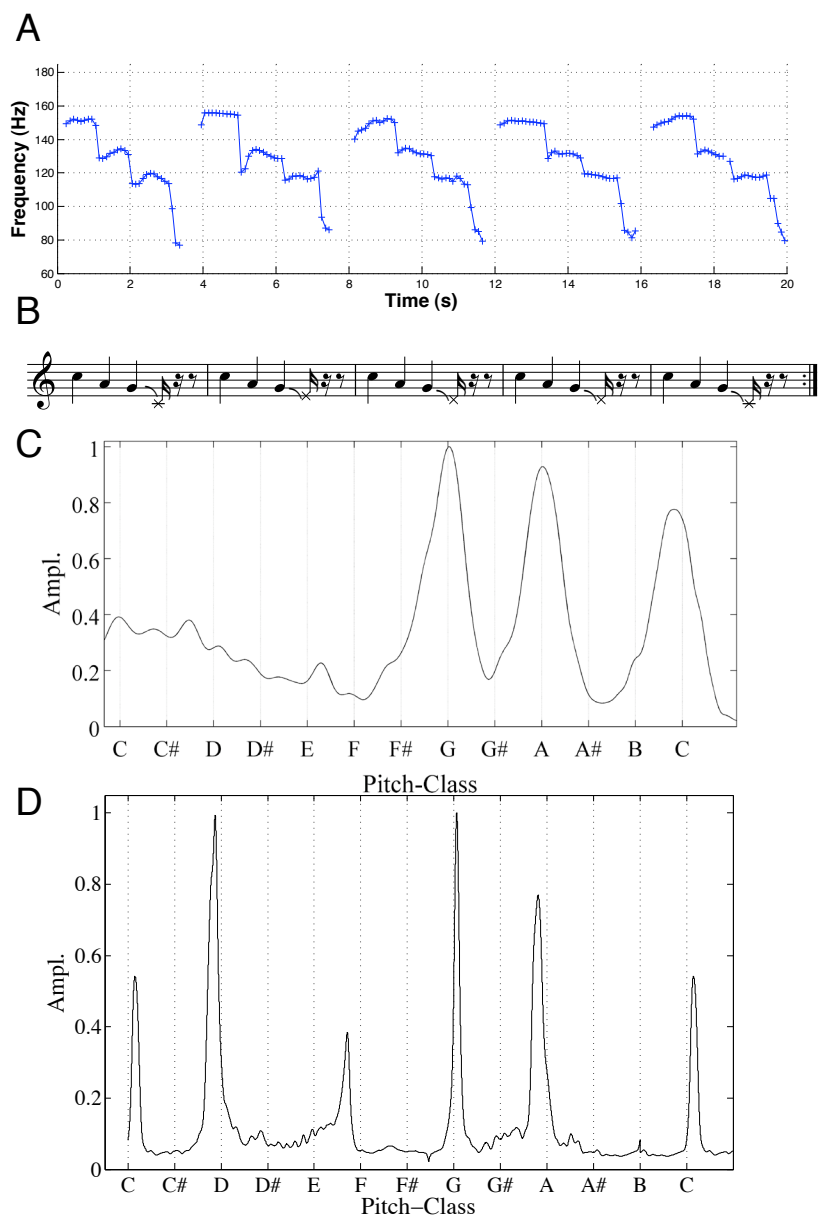 A
180
160
140
120
100
80
60
Frequency (Hz)
0 2 4 6 8 10 12 14 16 18 20
Time (s)
B
C
1
0.8
0.6
0.4
0.2
0
Ampl.
C C# D D# E F F# G G# A A# B C
Pitch-Class
D
1
0.8
0.6
0.4
0.2
0
Ampl.
C C# D D# E F F# G G# A A# B C
Pitch−Class